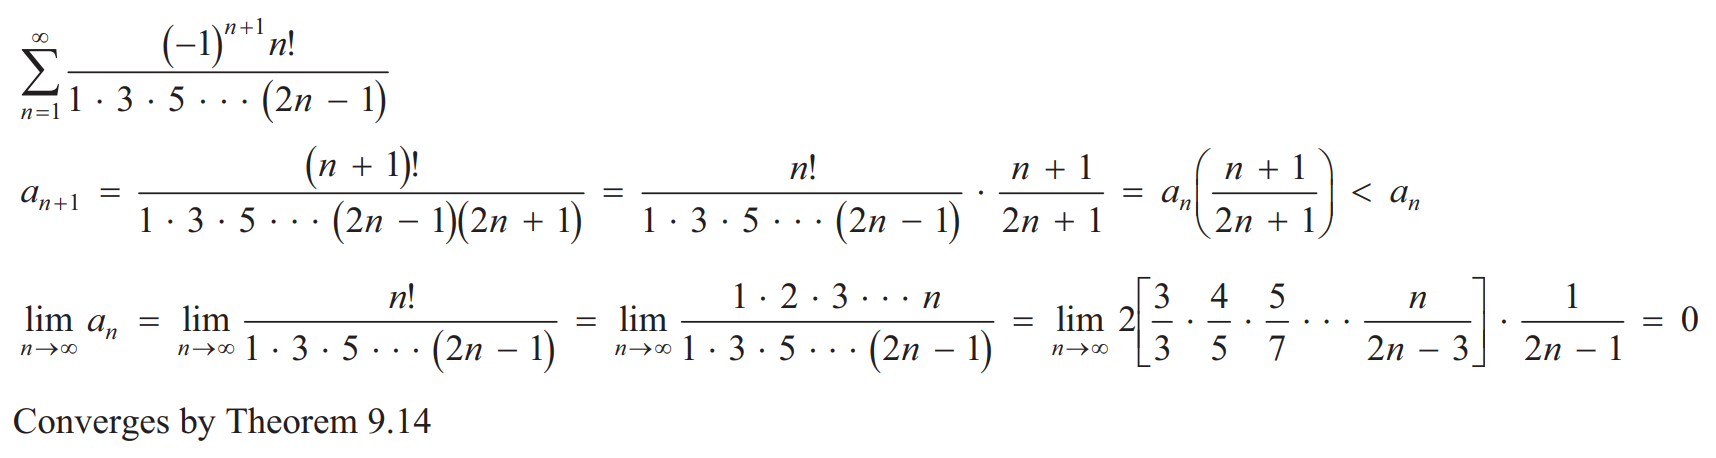 \sum_{n=1}^{\infty} \frac{(-1)^{n+1} n!}{1 \cdot 3 \cdot 5 \cdots (2n - 1)}
a_{n+1} = \frac{(n + 1)!}{1 \cdot 3 \cdot 5 \cdots (2n - 1)(2n + 1)} = \frac{n!}{1 \cdot 3 \cdot 5 \cdots (2n - 1)} \cdot \frac{n + 1}{2n + 1} = a_n \left( \frac{n + 1}{2n + 1} \right) < a_n
\lim_{n \to \infty} a_n = \lim_{n \to \infty} \frac{n!}{1 \cdot 3 \cdot 5 \cdots (2n - 1)} = \lim_{n \to \infty} \frac{1 \cdot 2 \cdot 3 \cdots n}{1 \cdot 3 \cdot 5 \cdots (2n - 1)} = \lim_{n \to \infty} 2 \left[ \frac{3}{3} \cdot \frac{4}{5} \cdot \frac{5}{7} \cdots \frac{n}{2n - 3} \right] \cdot \frac{1}{2n - 1} = 0
Converges by Theorem 9.14